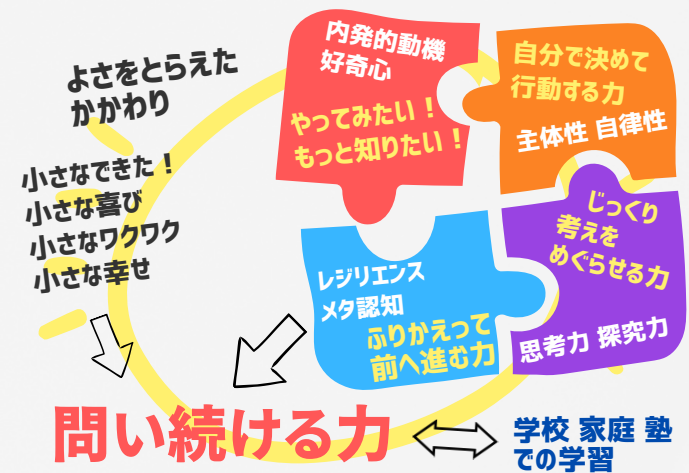 よさをとらえた
かかわり
小さなできた！
小さな喜び
小さなワクワク
小さな幸せ
内発的動機
好奇心
やってみたい！
もっと知りたい！
自分で決めて
行動する力
主体性 自律性
レジリエンス
メタ認知
ふりかえって
前へ進む力
じっくり
考えを
めぐらせる力
思考力 探究力
問い続ける力
学校 家庭 塾
での学習